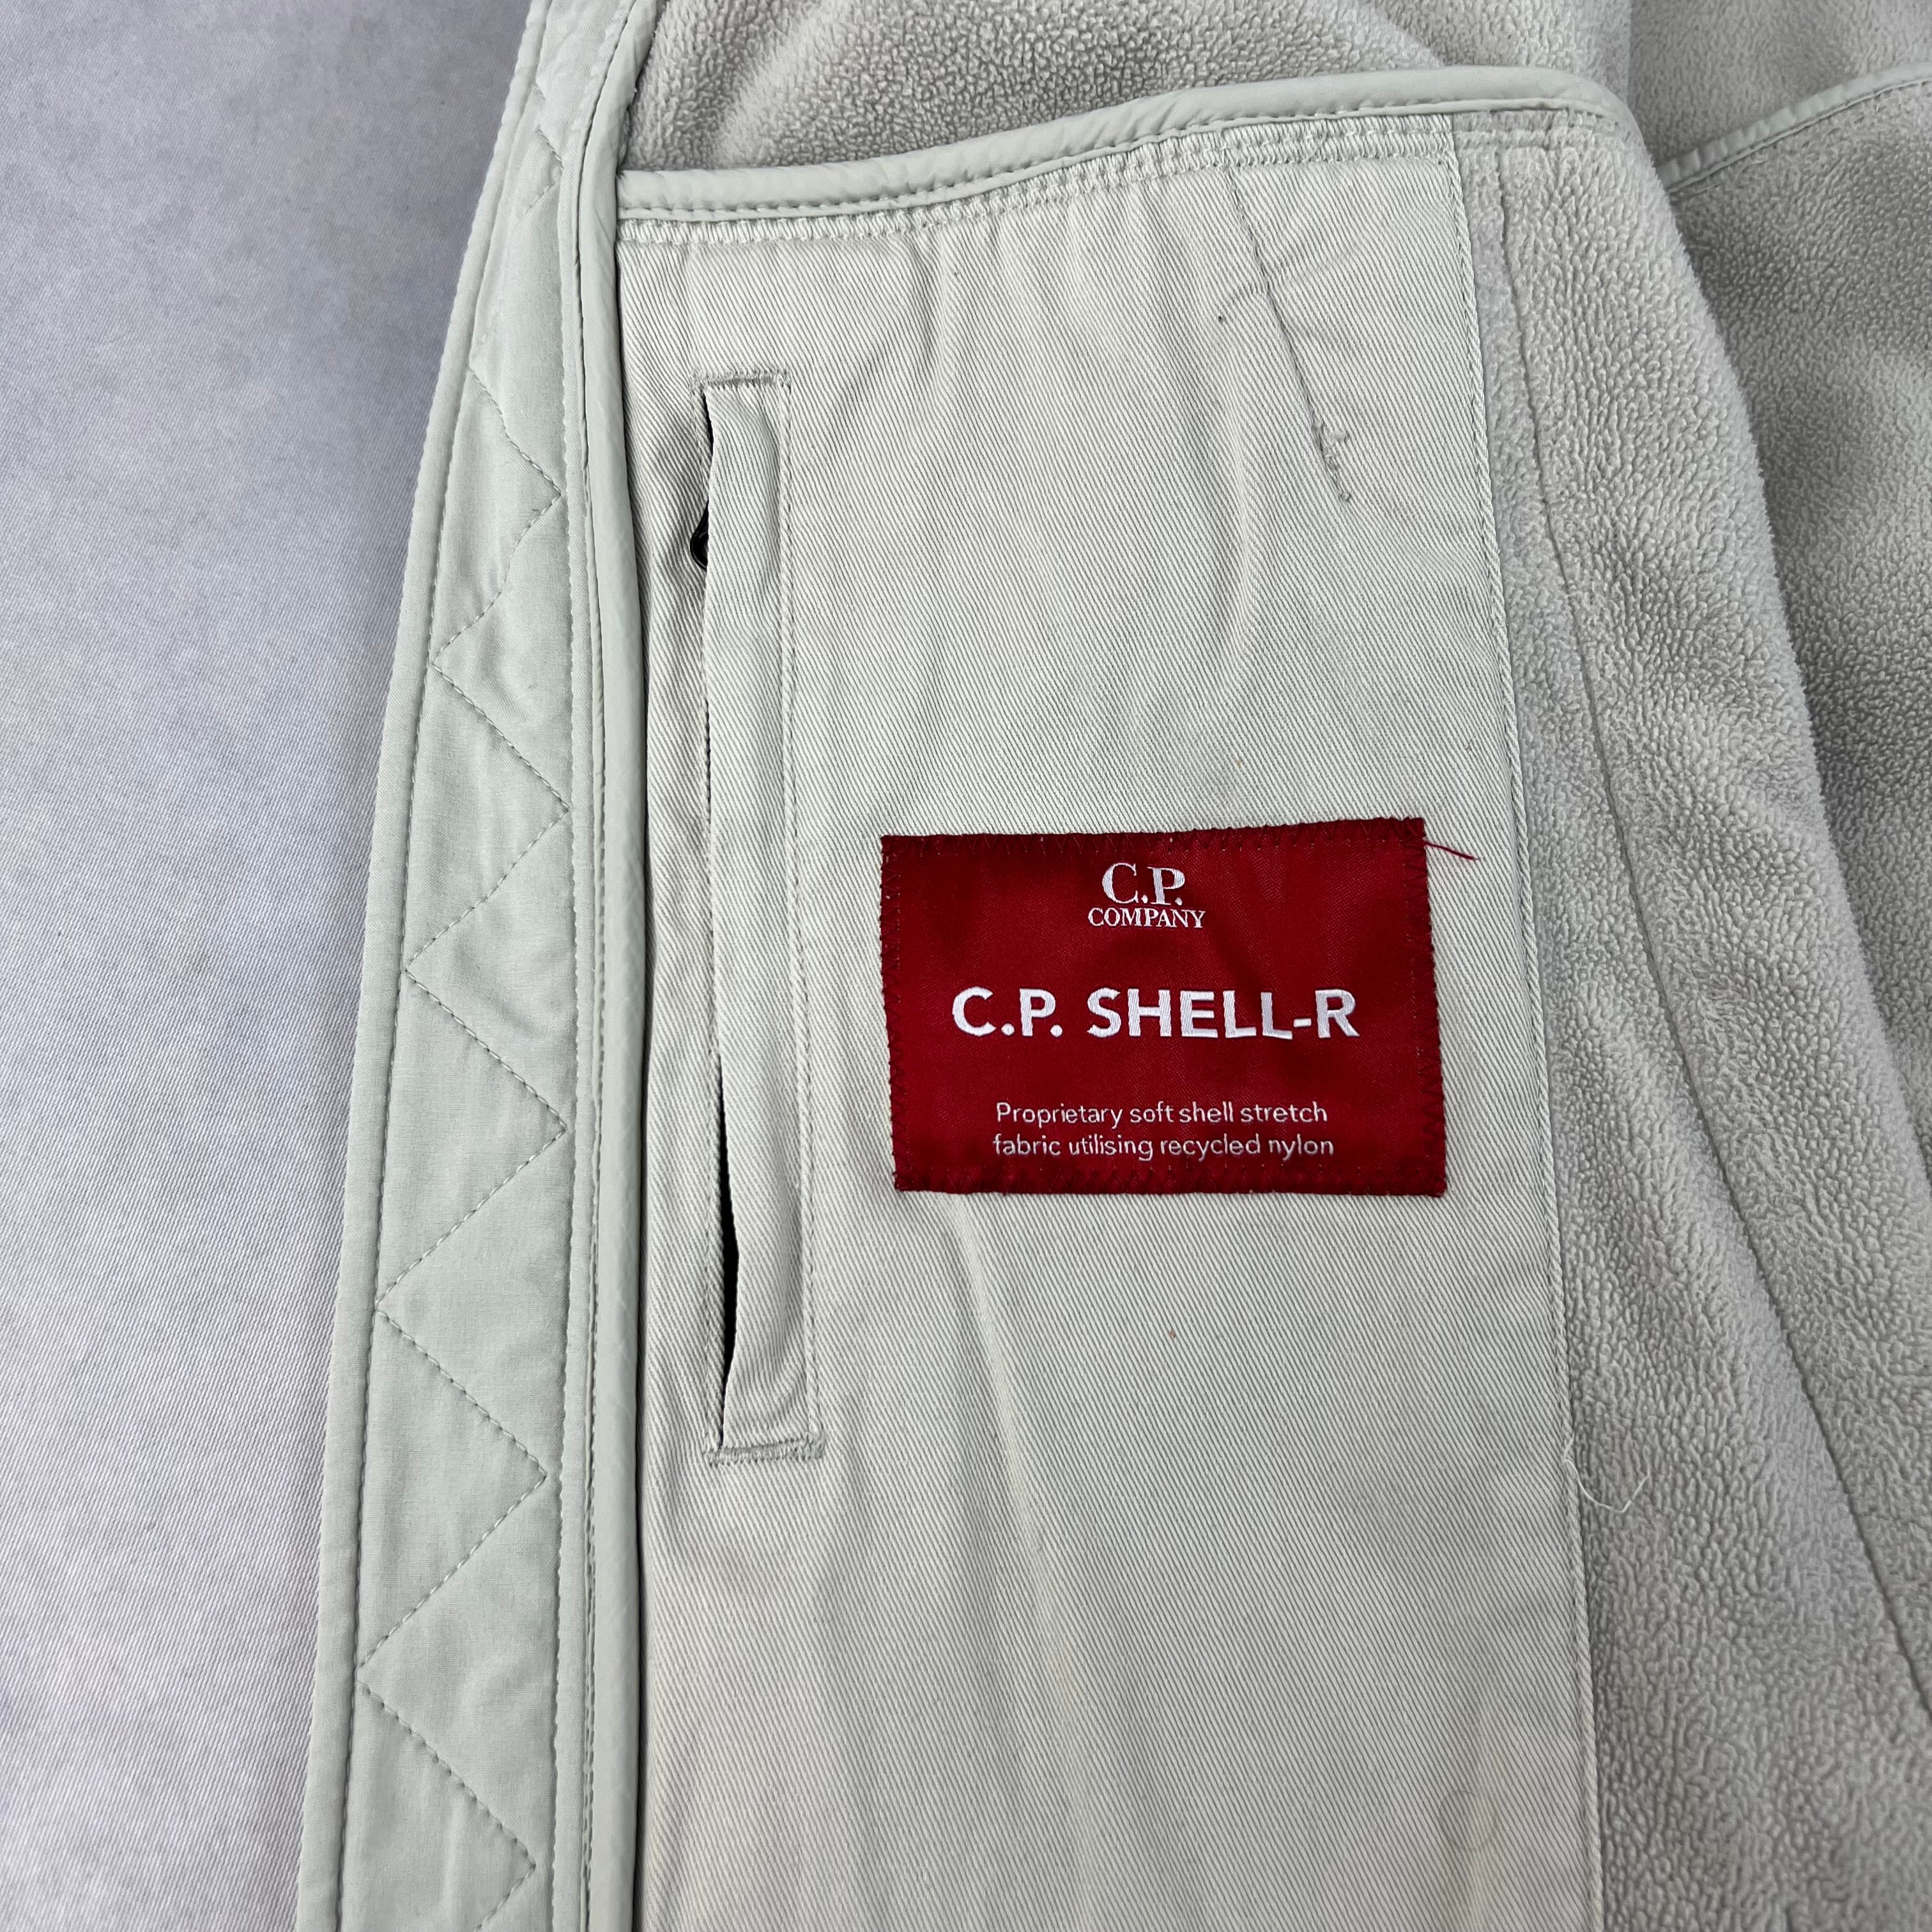 C.P.
COMPANY
C.P. SHELL-R
Proprietary soft shell stretch
fabric utilising recycled nylon